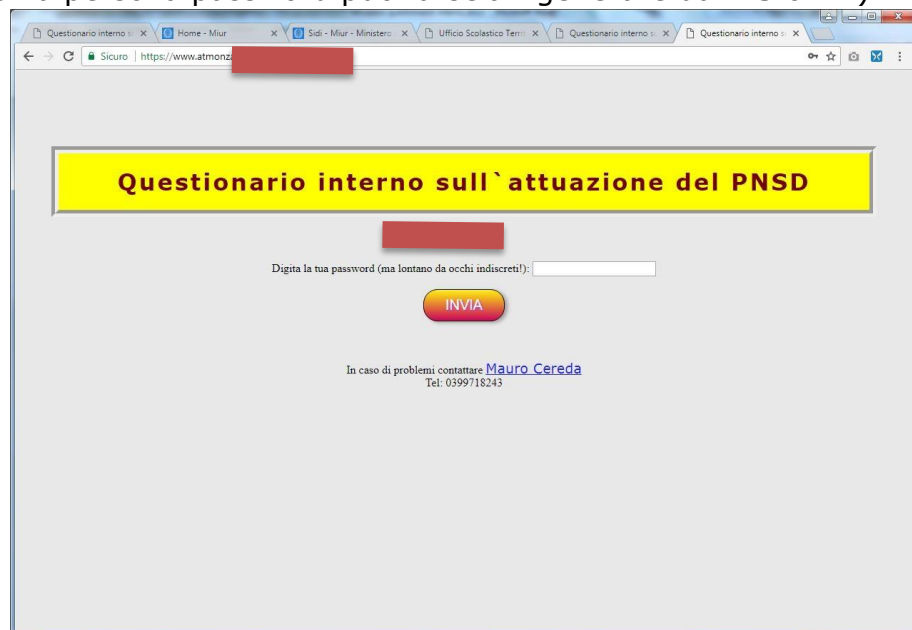 Questionario interno s
Home - Miur
Sidi - Miur - Ministero
Ufficio Scolastico Terri
Questionario interno s
Questionario interno s
Sicuro | https://www.atmonza
Questionario interno sull`attuazione del PNSD
Digita la tua password (ma lontano da occhi indiscreti!):
INVIA
In caso di problemi contattare Mauro Cereda
Tel: 0399718243